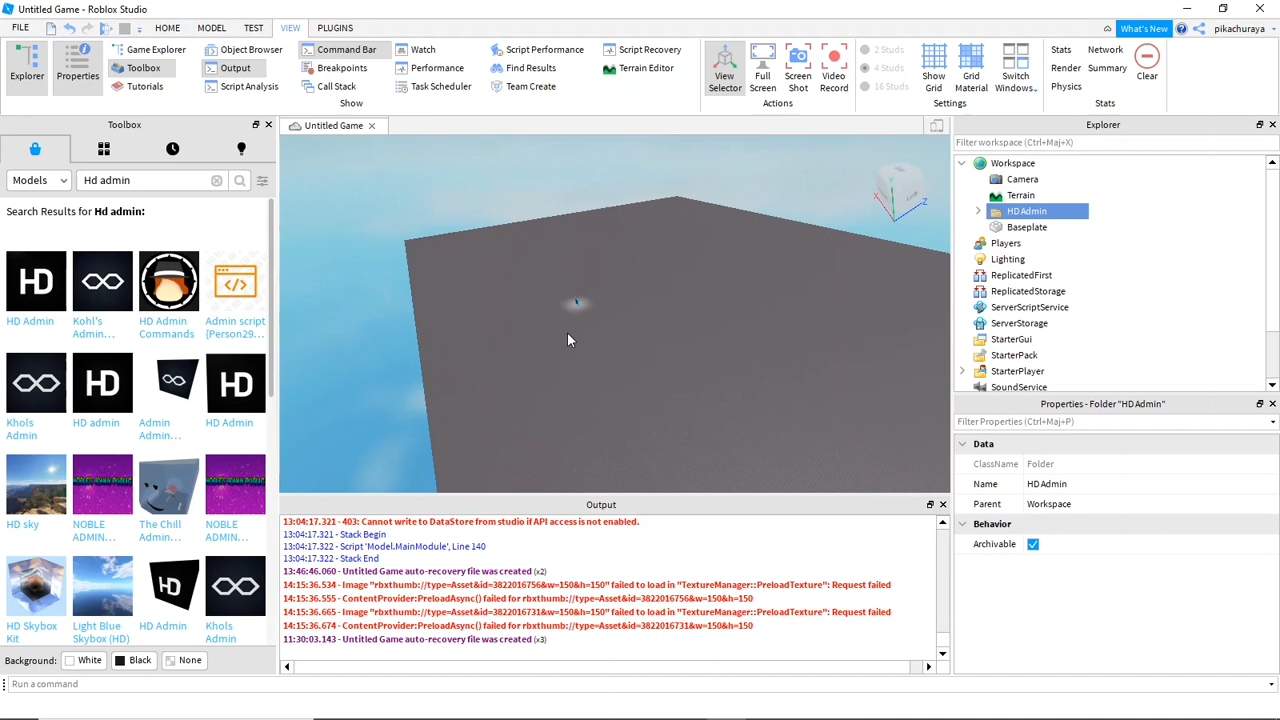 Untitled Game - Roblox Studio
FILE HOME MODEL TEST VIEW PLUGINS What's New pikachuraya
Explorer
Properties
Game Explorer
Toolbox
Tutorials
Object Browser
Output
Script Analysis
Command Bar
Breakpoints
Call Stack
Watch
Performance
Task Scheduler
Script Performance
Find Results
Team Create
Script Recovery
Terrain Editor
Show
View Selector
Full Screen
Screen Shot
Video Record
Actions
2 Studs
4 Studs
16 Studs
Show Grid
Grid Material
Switch Windows
Settings
Stats
Render
Physics
Network
Summary
Clear
Stats
Toolbox
Models Hd admin
Search Results for Hd admin:
HD
HD Admin
Kohl's
Admin...
HD Admin
Commands
Admin script
{Person29...
Khols
Admin
HD
HD admin
Admin
Admin...
HD
HD Admin
HD sky
NOBLE
ADMIN...
The Chill
Admin ...
NOBLE
ADMIN...
HD Skybox
Kit
Light Blue
Skybox (HD)
HD
HD Admin
Khols
Admin
Background: White Black None
Untitled Game
Output
13:04:17.321 - 403: Cannot write to DataStore from studio if API access is not enabled.
13:04:17.321 - Stack Begin
13:04:17.322 - Script 'Model.MainModule', Line 140
13:04:17.322 - Stack End
13:46:46.060 - Untitled Game auto-recovery file was created (x2)
14:15:36.534 - Image "rbxthumb://type=Asset&id=3822016756&w=150&h=150" failed to load in "TextureManager::PreloadTexture": Request failed
14:15:36.555 - ContentProvider:PreloadAsync() failed for rbxthumb://type=Asset&id=3822016756&w=150&h=150
14:15:36.665 - Image "rbxthumb://type=Asset&id=3822016731&w=150&h=150" failed to load in "TextureManager::PreloadTexture": Request failed
14:15:36.674 - ContentProvider:PreloadAsync() failed for rbxthumb://type=Asset&id=3822016731&w=150&h=150
11:30:03.143 - Untitled Game auto-recovery file was created (x3)
Explorer
Filter workspace (Ctrl+Maj+X)
Workspace
Camera
Terrain
HD Admin
Baseplate
Players
Lighting
ReplicatedFirst
ReplicatedStorage
ServerScriptService
ServerStorage
StarterGui
StarterPack
StarterPlayer
SoundService
Properties - Folder "HD Admin"
Filter Properties (Ctrl+Maj+P)
Data
ClassName Folder
Name HD Admin
Parent Workspace
Behavior
Archivable
Run a command